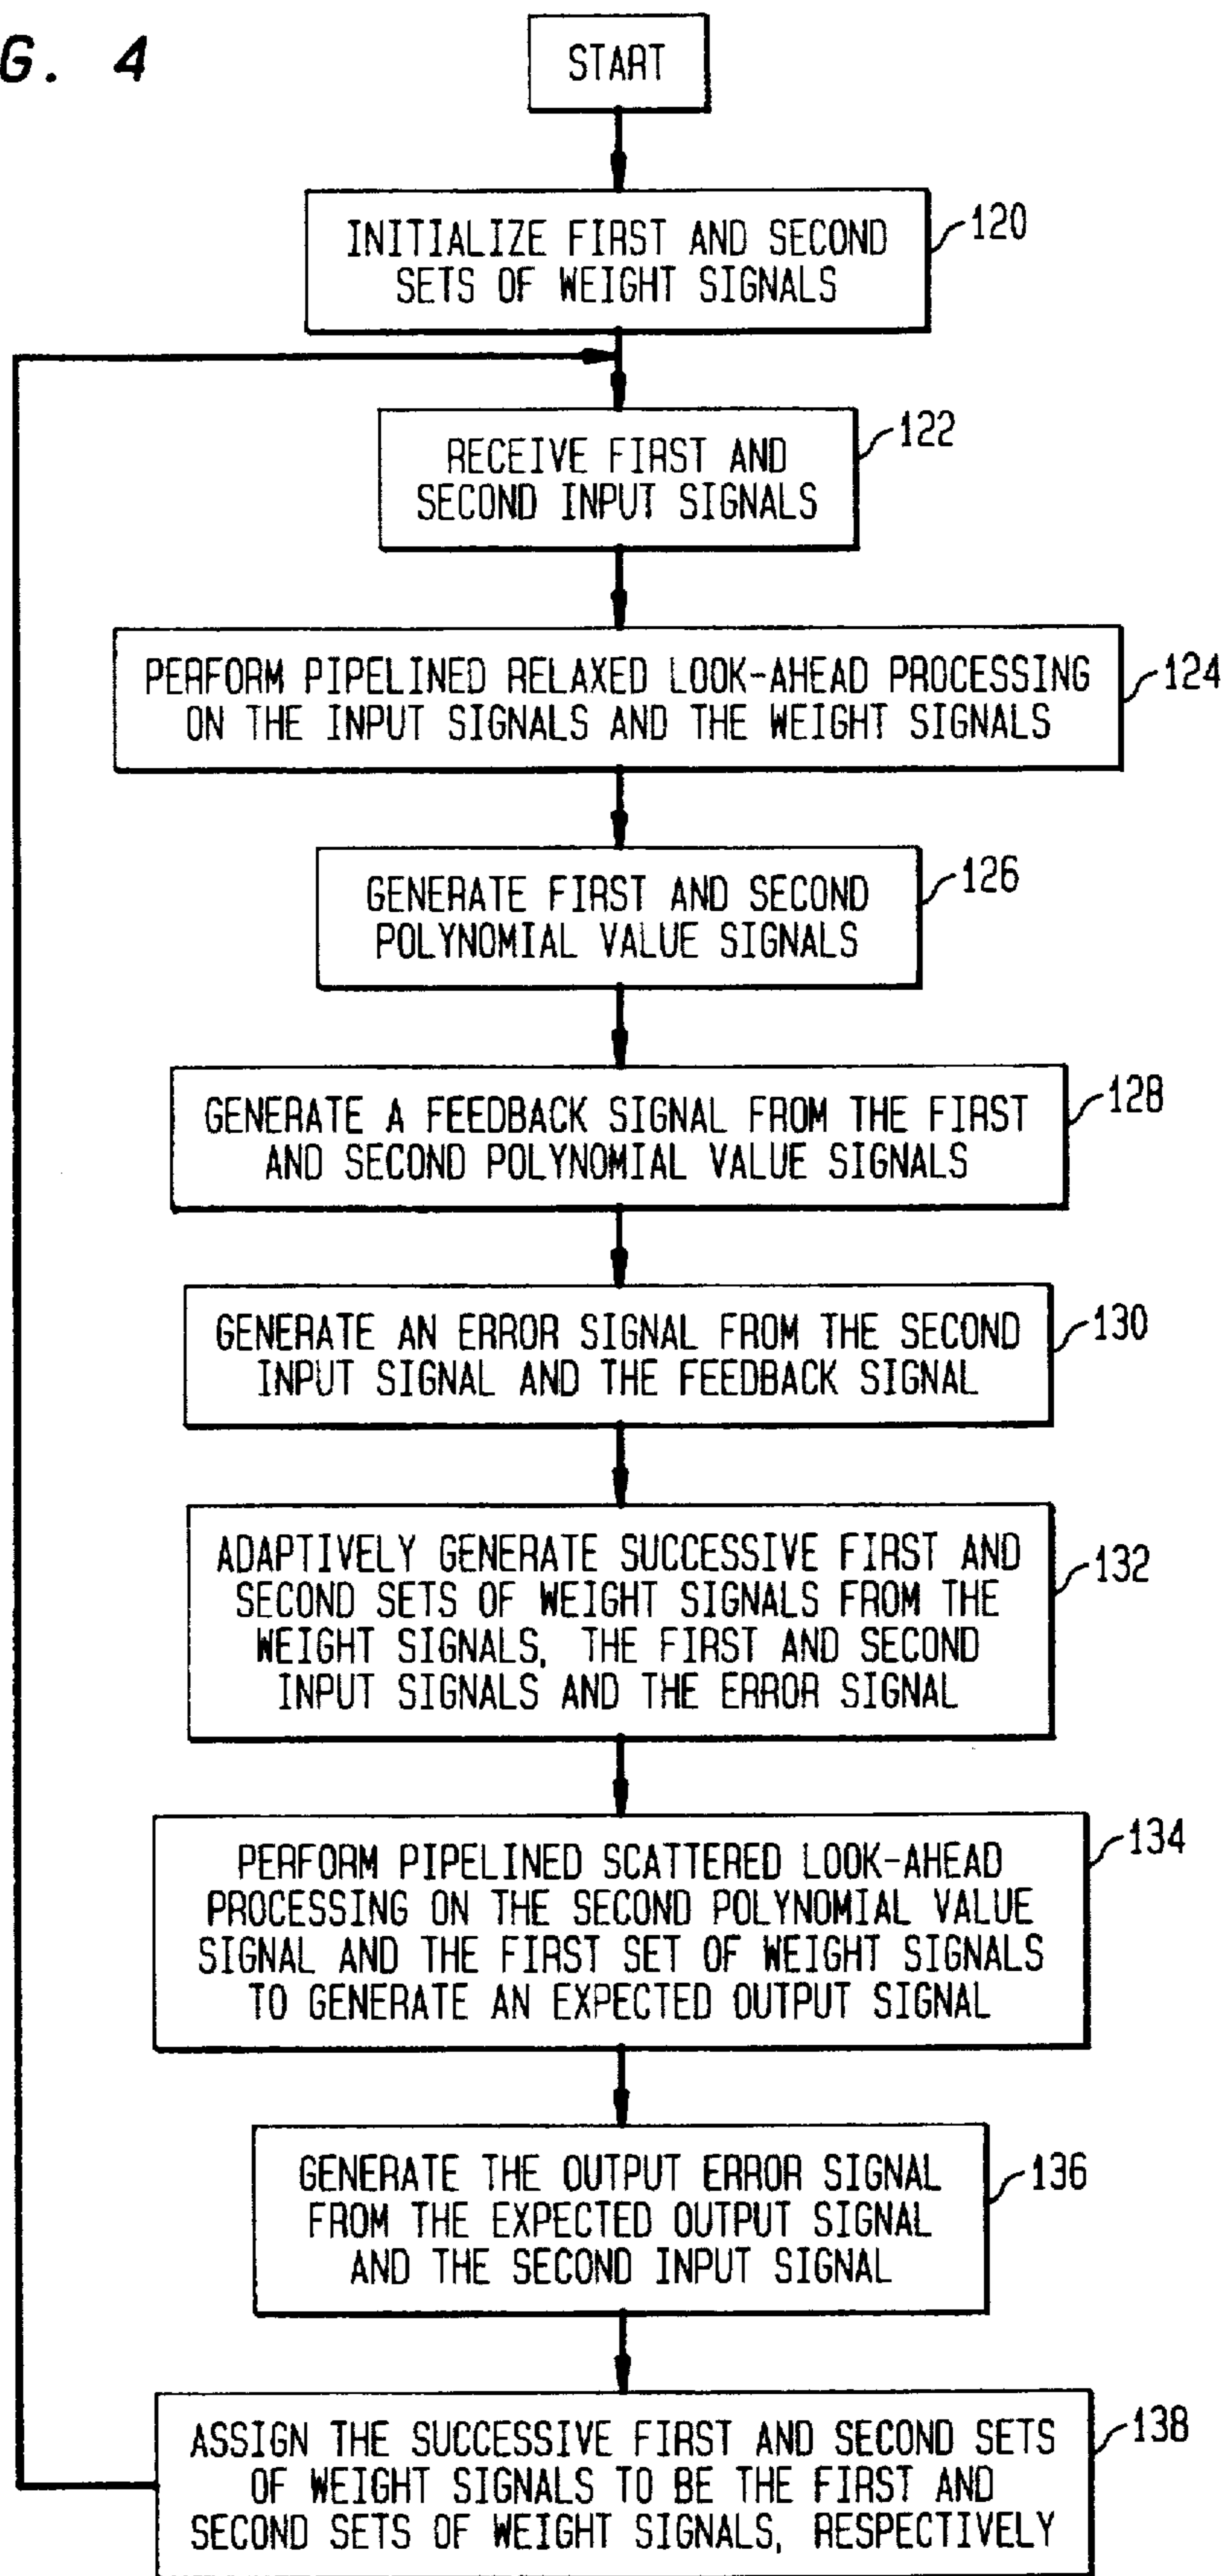 G. 4
START
INITIALIZE FIRST AND SECOND
SETS OF WEIGHT SIGNALS
120
RECEIVE FIRST AND
SECOND INPUT SIGNALS
122
PERFORM PIPELINED RELAXED LOOK-AHEAD PROCESSING
ON THE INPUT SIGNALS AND THE WEIGHT SIGNALS
124
GENERATE FIRST AND SECOND
POLYNOMIAL VALUE SIGNALS
126
GENERATE A FEEDBACK SIGNAL FROM THE FIRST
AND SECOND POLYNOMIAL VALUE SIGNALS
128
GENERATE AN ERROR SIGNAL FROM THE SECOND
INPUT SIGNAL AND THE FEEDBACK SIGNAL
130
ADAPTIVELY GENERATE SUCCESSIVE FIRST AND
SECOND SETS OF WEIGHT SIGNALS FROM THE
WEIGHT SIGNALS, THE FIRST AND SECOND
INPUT SIGNALS AND THE ERROR SIGNAL
132
PERFORM PIPELINED SCATTERED LOOK-AHEAD
PROCESSING ON THE SECOND POLYNOMIAL VALUE
SIGNAL AND THE FIRST SET OF WEIGHT SIGNALS
TO GENERATE AN EXPECTED OUTPUT SIGNAL
134
GENERATE THE OUTPUT ERROR SIGNAL
FROM THE EXPECTED OUTPUT SIGNAL
AND THE SECOND INPUT SIGNAL
136
ASSIGN THE SUCCESSIVE FIRST AND SECOND SETS
OF WEIGHT SIGNALS TO BE THE FIRST AND
SECOND SETS OF WEIGHT SIGNALS, RESPECTIVELY
138